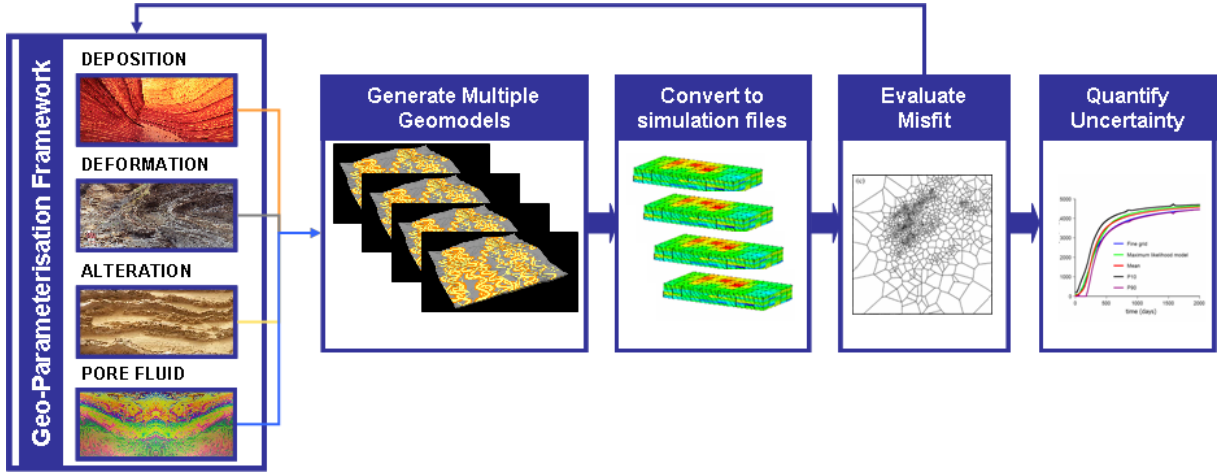 Geo-Parameterisation Framework
DEPOSITION
DEFORMATION
ALTERATION
PORE FLUID
Generate Multiple
Geomodels
Convert to
simulation files
Evaluate
Misfit
Quantify
Uncertainty
5000
4000
3000
2000
1000
0
Fine grid
Maximum likelihood model
Mean
P10
P90
0
500
1000
1500
2000
time (days)